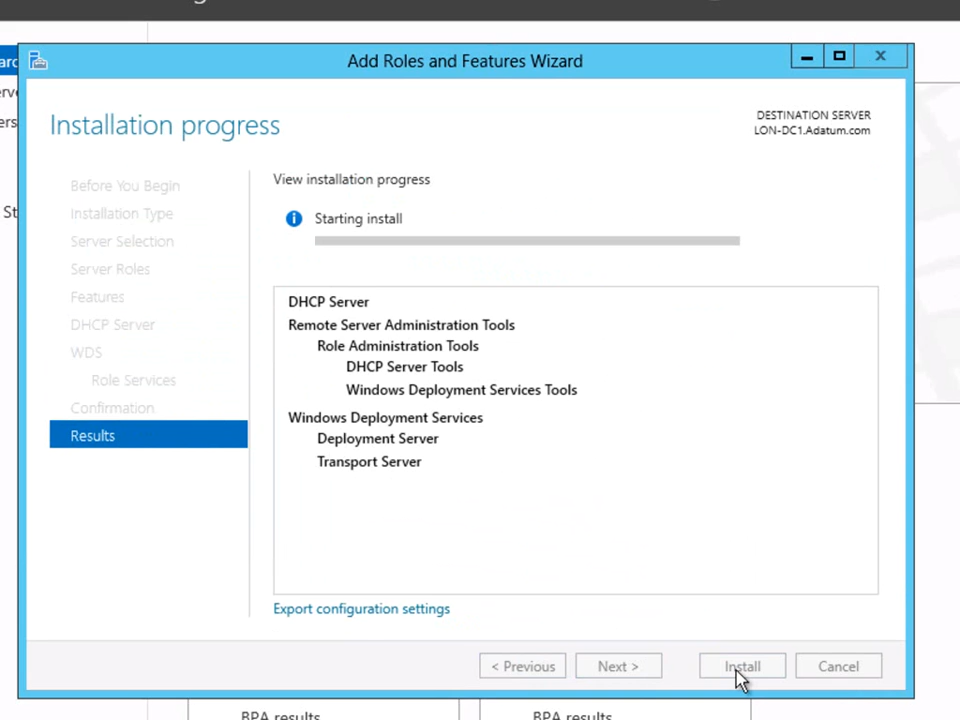 Add Roles and Features Wizard
Installation progress
DESTINATION SERVER
LON-DC1.Adatum.com
Before You Begin
Installation Type
Server Selection
Server Roles
Features
DHCP Server
WDS
Role Services
Confirmation
Results
View installation progress
Starting install
DHCP Server
Remote Server Administration Tools
Role Administration Tools
DHCP Server Tools
Windows Deployment Services Tools
Windows Deployment Services
Deployment Server
Transport Server
Export configuration settings
< Previous
Next >
Install
Cancel
BPA results
BPA results